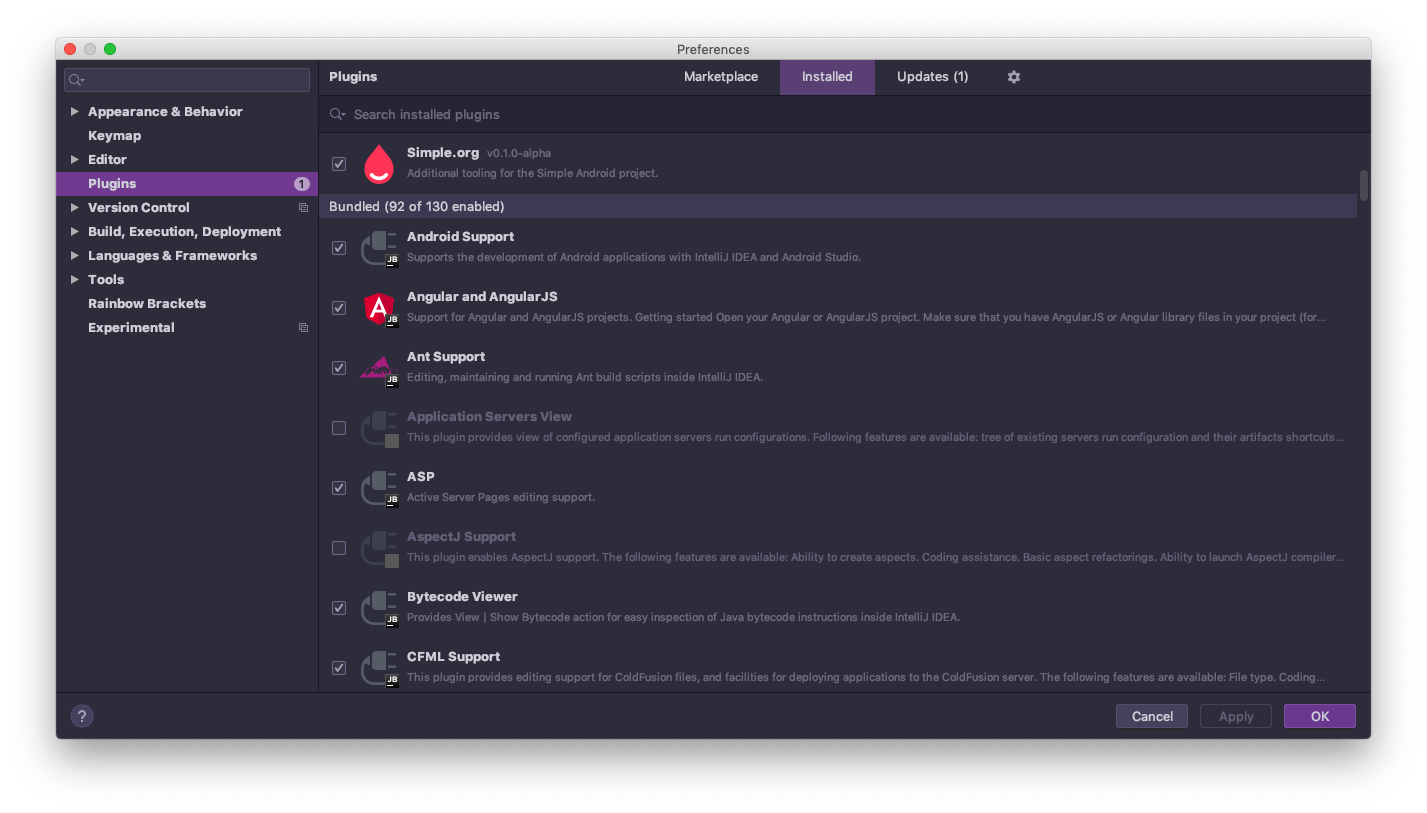 Preferences
Plugins
Marketplace
Installed
Updates (1)
Search installed plugins
Appearance & Behavior
Keymap
Editor
Plugins 1
Version Control
Build, Execution, Deployment
Languages & Frameworks
Tools
Rainbow Brackets
Experimental
Simple.org v0.1.0-alpha
Additional tooling for the Simple Android project.
Bundled (92 of 130 enabled)
Android Support
JB
Supports the development of Android applications with IntelliJ IDEA and Android Studio.
Angular and AngularJS
A
JB
Support for Angular and AngularJS projects. Getting started Open your Angular or AngularJS project. Make sure that you have AngularJS or Angular library files in your project (for...
Ant Support
JB
Editing, maintaining and running Ant build scripts inside IntelliJ IDEA.
Application Servers View
This plugin provides view of configured application servers run configurations. Following features are available: tree of existing servers run configuration and their artifacts shortcuts...
ASP
JB
Active Server Pages editing support.
AspectJ Support
This plugin enables AspectJ support. The following features are available: Ability to create aspects. Coding assistance. Basic aspect refactorings. Ability to launch AspectJ compiler...
Bytecode Viewer
JB
Provides View | Show Bytecode action for easy inspection of Java bytecode instructions inside IntelliJ IDEA.
CFML Support
JB
This plugin provides editing support for ColdFusion files, and facilities for deploying applications to the ColdFusion server. The following features are available: File type. Coding...
?
Cancel
Apply
OK